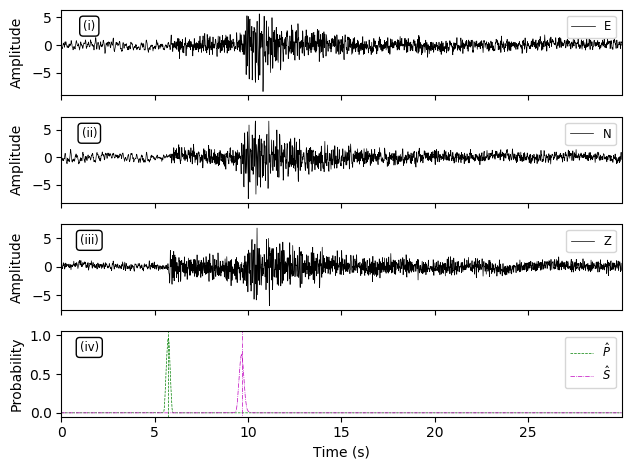 5
0
−5
Amplitude
(i)
E
5
0
−5
Amplitude
(ii)
N
5
0
−5
Amplitude
(iii)
Z
1.0
0.5
0.0
Probability
(iv)
P̂
Ŝ
0 5 10 15 20 25
Time (s)